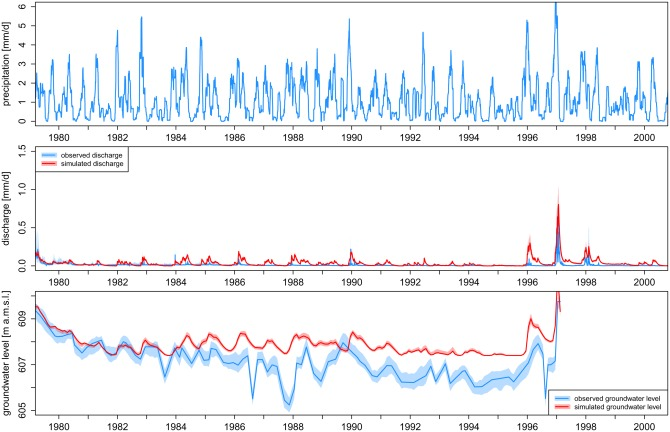 precipitation [mm/d]
6
5
4
3
2
1
0
1980 1982 1984 1986 1988 1990 1992 1994 1996 1998 2000
discharge [mm/d]
1.5
1.0
0.5
0.0
observed discharge
simulated discharge
1980 1982 1984 1986 1988 1990 1992 1994 1996 1998 2000
groundwater level [m a.m.s.l.]
609
607
605
observed groundwater level
simulated groundwater level
1980 1982 1984 1986 1988 1990 1992 1994 1996 1998 2000